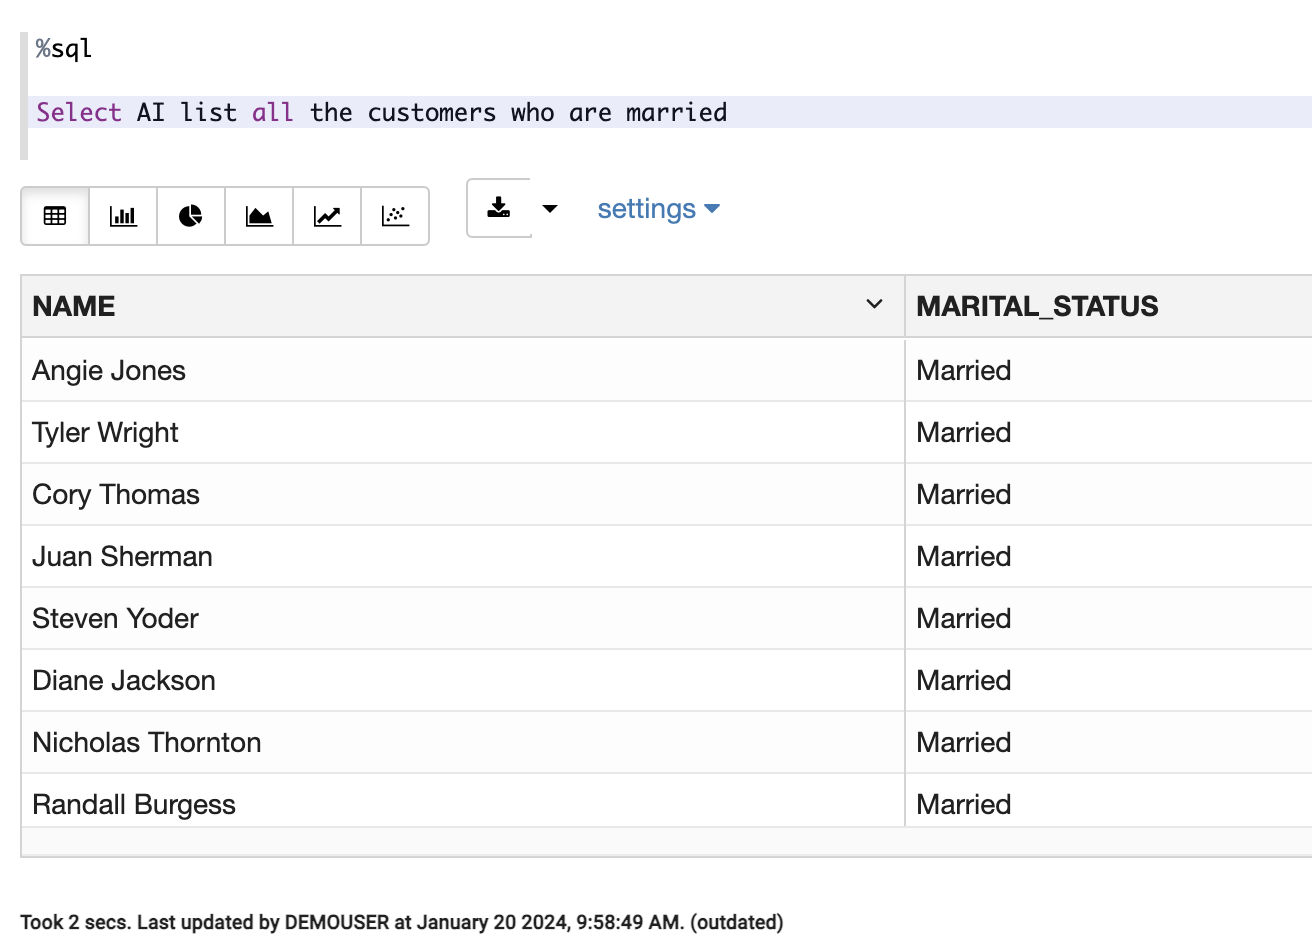 %sql
Select AI list all the customers who are married
settings
NAME MARITAL_STATUS
Angie Jones Married
Tyler Wright Married
Cory Thomas Married
Juan Sherman Married
Steven Yoder Married
Diane Jackson Married
Nicholas Thornton Married
Randall Burgess Married
Took 2 secs. Last updated by DEMOUSER at January 20 2024, 9:58:49 AM. (outdated)